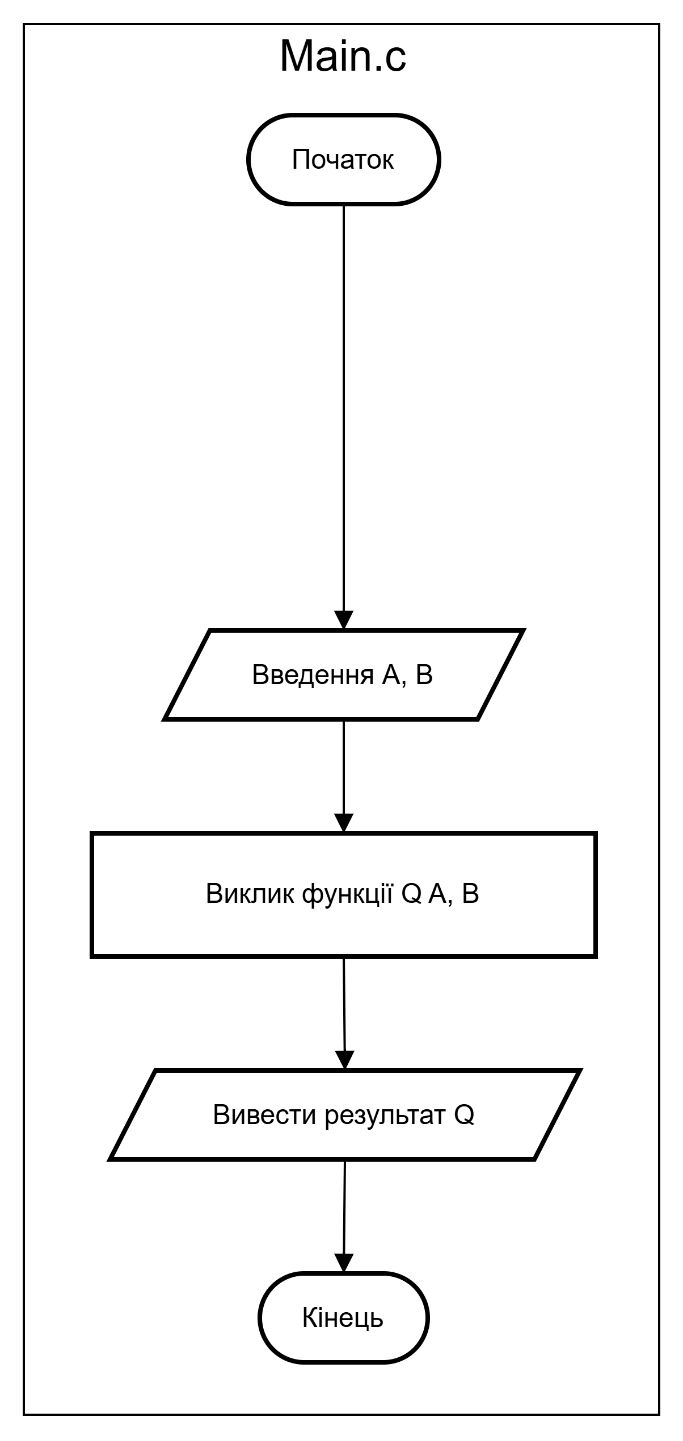 Main.c
Початок
Введення A, B
Виклик функції Q A, B
Вивести результат Q
Кінець